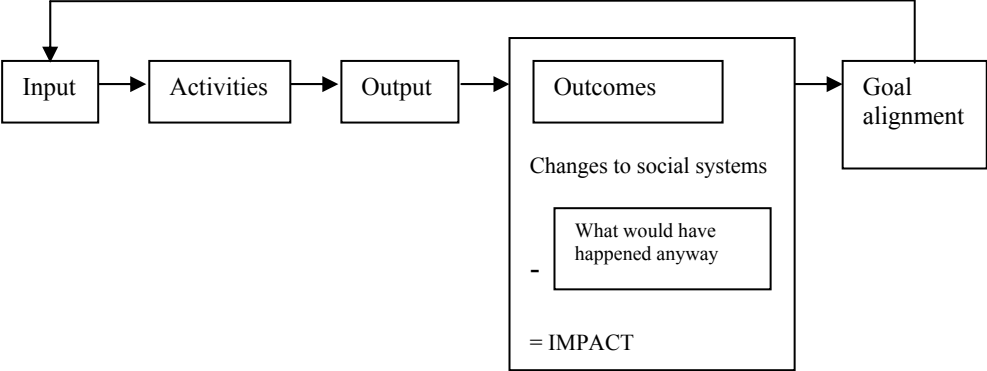 Input
Activities
Output
Outcomes
Goal
alignment
Changes to social systems
What would have
happened anyway
-
= IMPACT